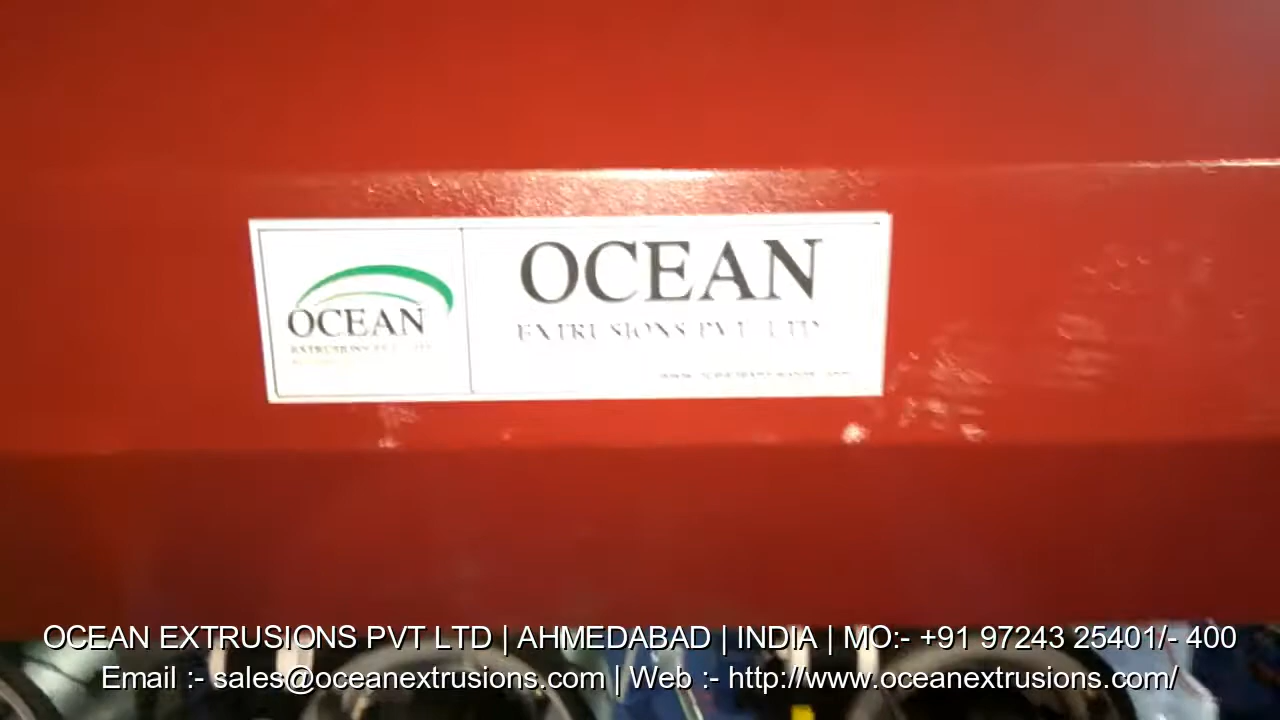 OCEAN
OCEAN
EXTRUSIONS PVT. LTD
OCEAN EXTRUSIONS PVT LTD | AHMEDABAD | INDIA | MO:- +91 97243 25401/- 400
Email :- sales@oceanextrusions.com | Web :- http://www.oceanextrusions.com/